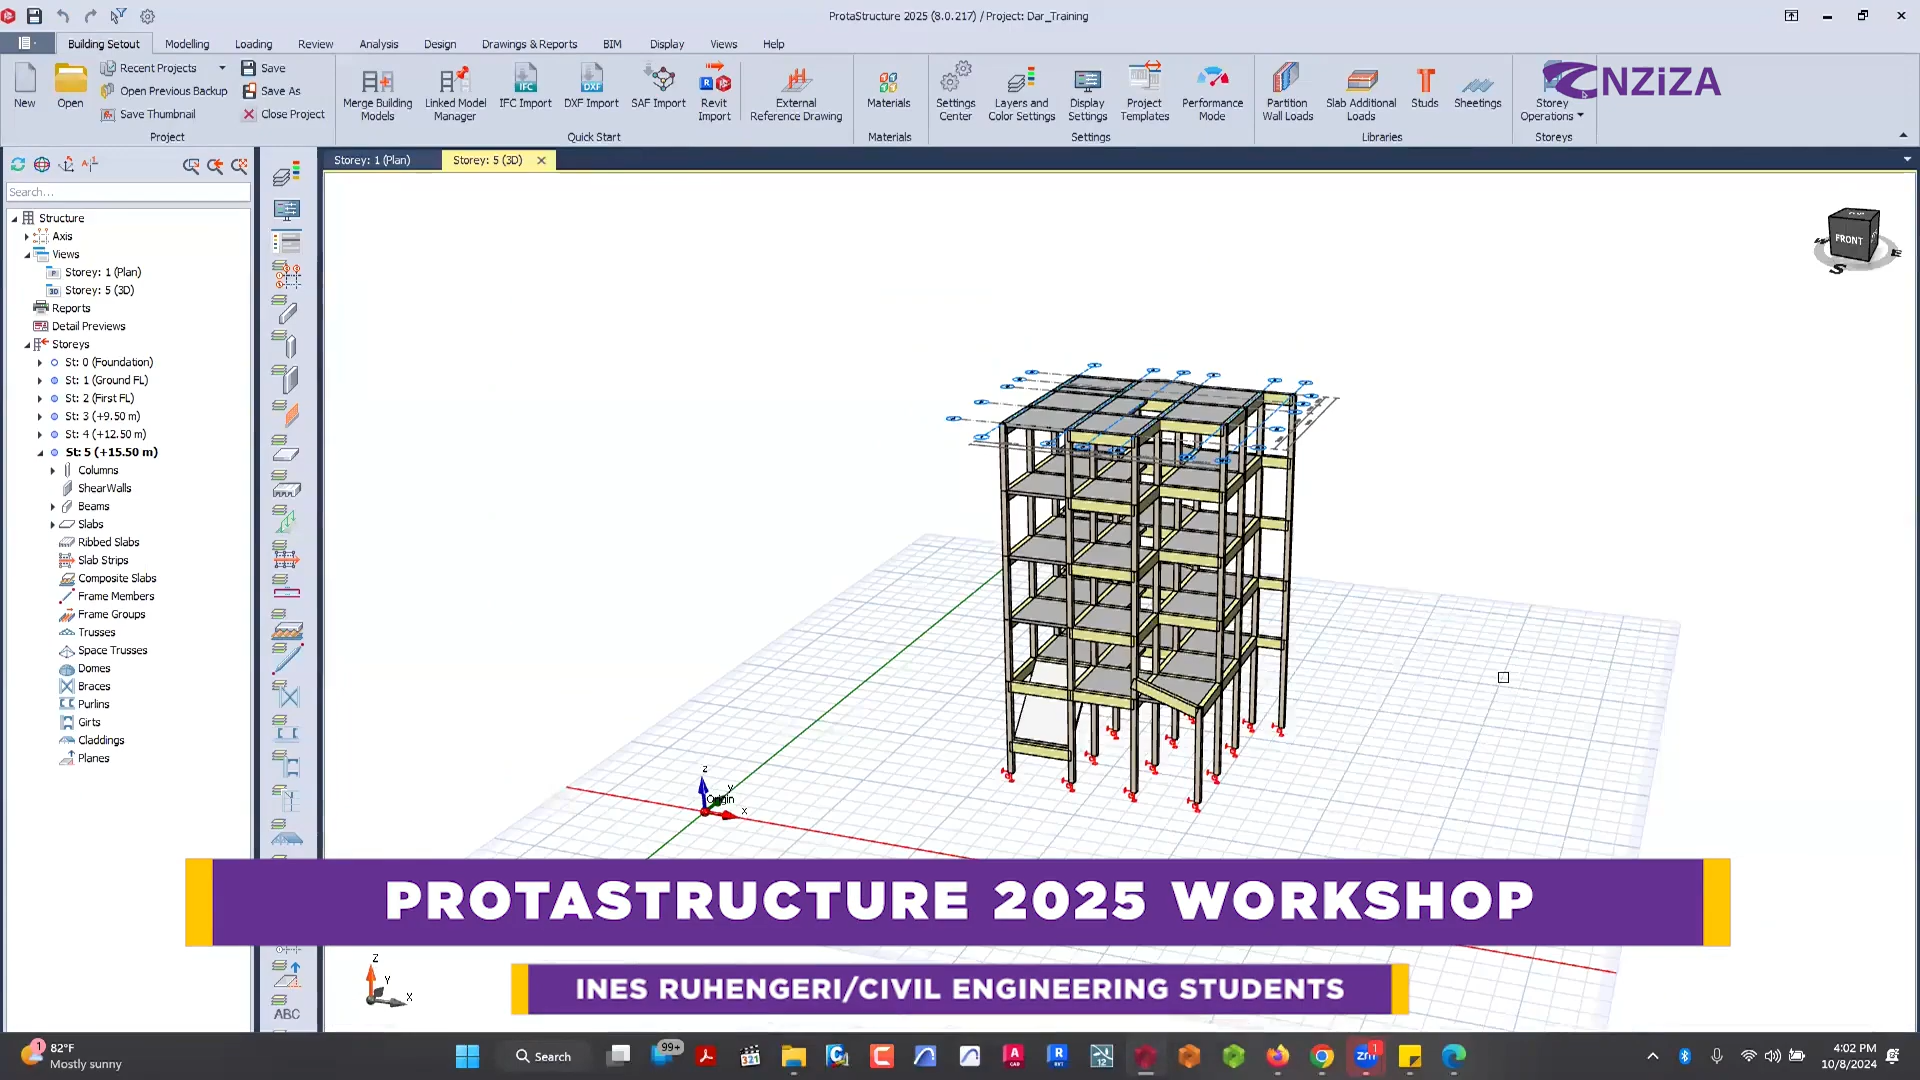 ProtaStructure 2025 (8.0.217) / Project: Dar_Training
Building Setout Modelling Loading Review Analysis Design Drawings & Reports BIM Display Views Help
New
Open
Recent Projects
Open Previous Backup
Save Thumbnail
Save
Save As
Close Project
Project
Merge Building Models
Linked Model Manager
IFC Import
DXF Import
SAF Import
Revit Import
External Reference Drawing
Quick Start
Materials
Materials
Settings Center
Layers and Color Settings
Display Settings
Project Templates
Performance Mode
Settings
Partition Wall Loads
Slab Additional Loads
Studs
Sheetings
Libraries
Storey Operations
Storeys
NZiZA
Search...
Storey: 1 (Plan)
Storey: 5 (3D)
Structure
Axis
Views
Storey: 1 (Plan)
Storey: 5 (3D)
Reports
Detail Previews
Storeys
St: 0 (Foundation)
St: 1 (Ground FL)
St: 2 (First FL)
St: 3 (+9.50 m)
St: 4 (+12.50 m)
St: 5 (+15.50 m)
Columns
ShearWalls
Beams
Slabs
Ribbed Slabs
Slab Strips
Composite Slabs
Frame Members
Frame Groups
Trusses
Space Trusses
Domes
Braces
Purlins
Girts
Claddings
Planes
ABC
FRONT
S
z
y
Origin
x
PROTASTRUCTURE 2025 WORKSHOP
Z
Y
X
INES RUHENGERI/CIVIL ENGINEERING STUDENTS
1
82°F
Mostly sunny
Search
99+
4:02 PM
10/8/2024